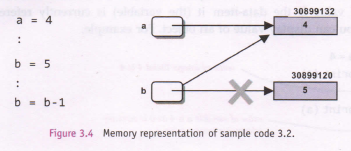 a = 4
:
b = 5
:
b = b-1
a
30899132
4
b
30899120
5
Figure 3.4 Memory representation of sample code 3.2.